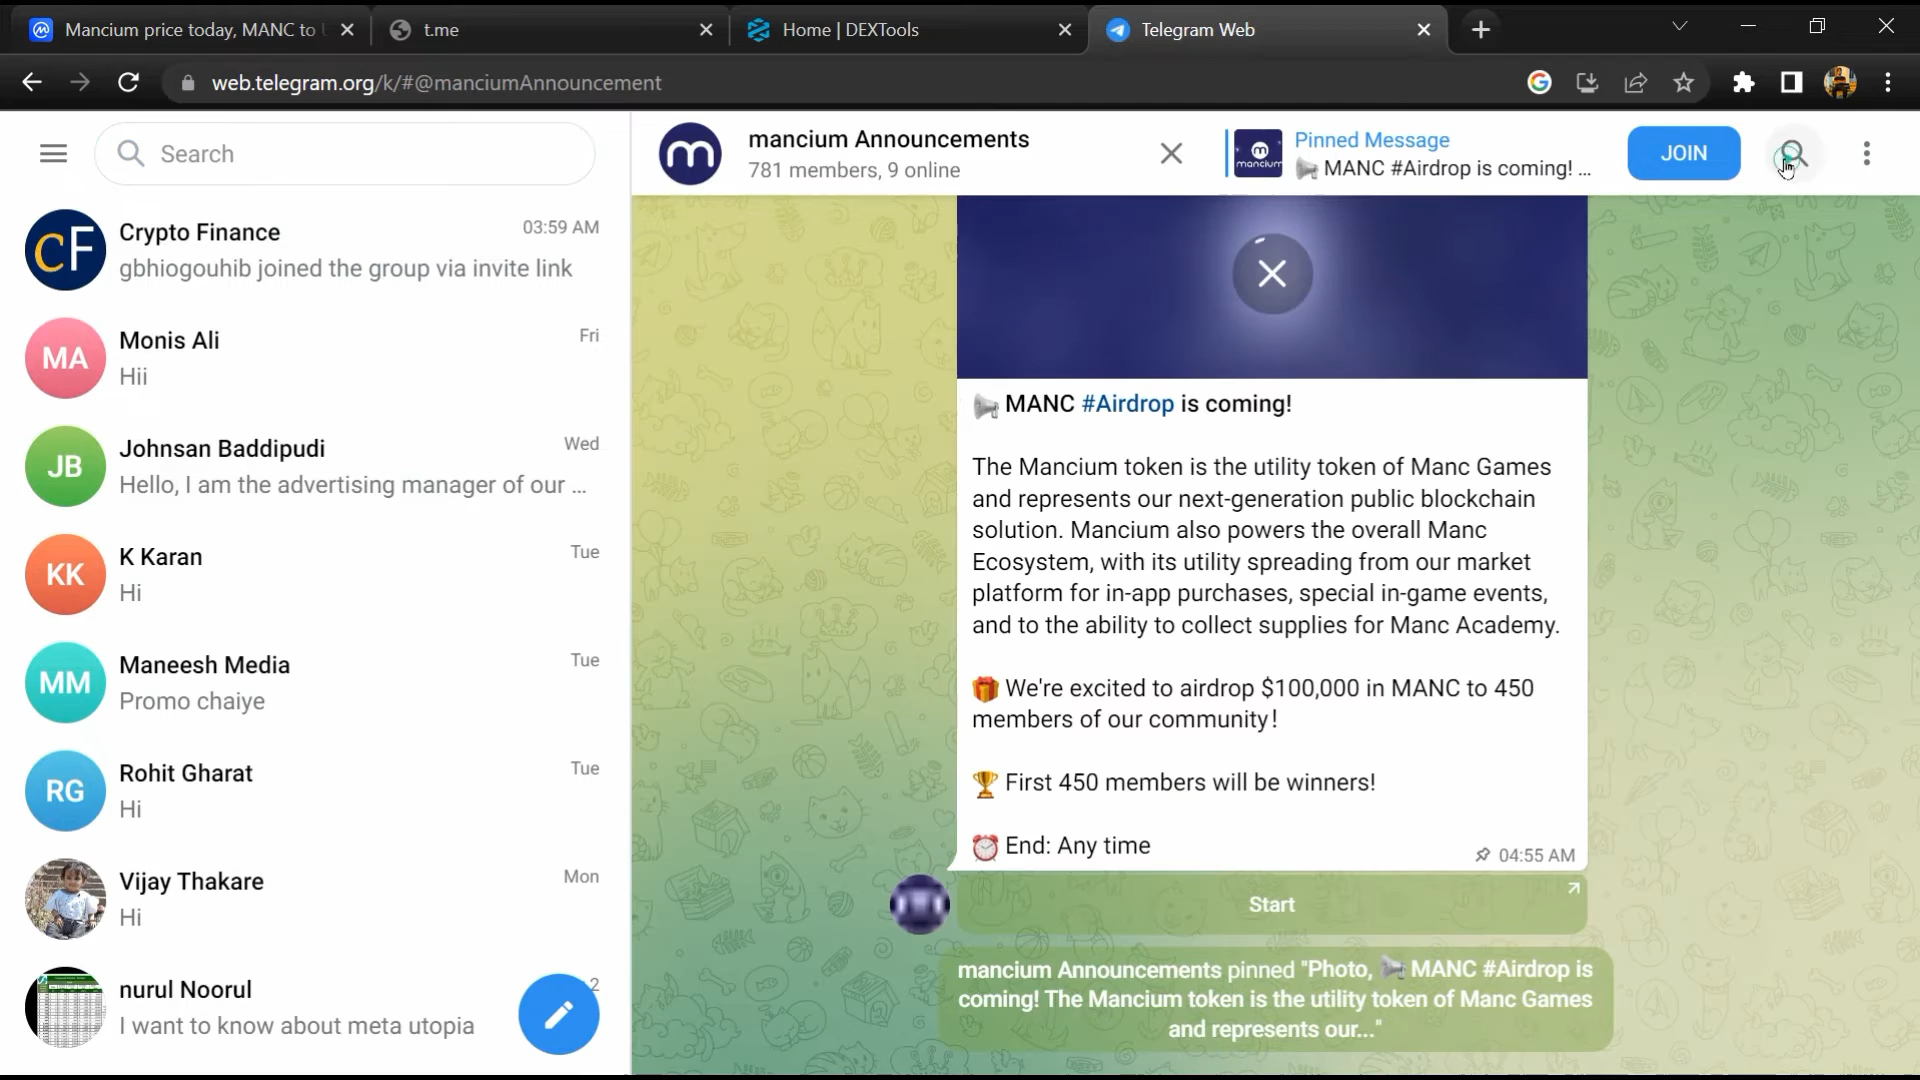 Mancium price today, MANC to
t.me
Home | DEXTools
Telegram Web
web.telegram.org/k/#@manciumAnnouncement
Search
mancium Announcements
781 members, 9 online
mancium
Pinned Message
MANC #Airdrop is coming! ...
JOIN
CF
Crypto Finance
03:59 AM
gbhiogouhib joined the group via invite link
MA
Monis Ali
Fri
Hii
JB
Johnsan Baddipudi
Wed
Hello, I am the advertising manager of our ...
KK
K Karan
Tue
Hi
MM
Maneesh Media
Tue
Promo chaiye
RG
Rohit Gharat
Tue
Hi
Vijay Thakare
Mon
Hi
nurul Noorul
2
I want to know about meta utopia
MANC #Airdrop is coming!
The Mancium token is the utility token of Manc Games
and represents our next-generation public blockchain
solution. Mancium also powers the overall Manc
Ecosystem, with its utility spreading from our market
platform for in-app purchases, special in-game events,
and to the ability to collect supplies for Manc Academy.
We're excited to airdrop $100,000 in MANC to 450
members of our community!
First 450 members will be winners!
End: Any time
04:55 AM
Start
mancium Announcements pinned "Photo, MANC #Airdrop is
coming! The Mancium token is the utility token of Manc Games
and represents our..."